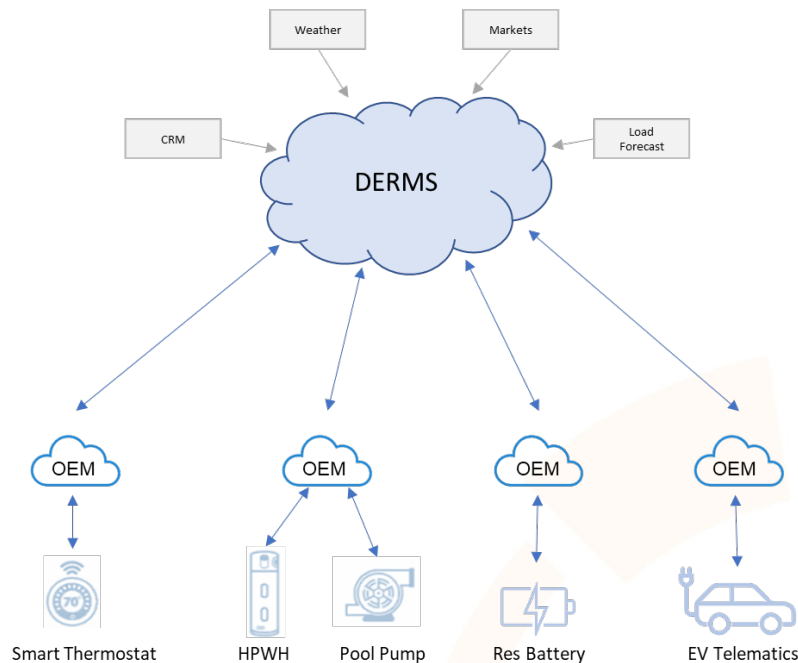 Weather
Markets
CRM
Load
Forecast
DERMS
OEM
OEM
OEM
OEM
70°
Smart Thermostat
HPWH
Pool Pump
Res Battery
EV Telematics